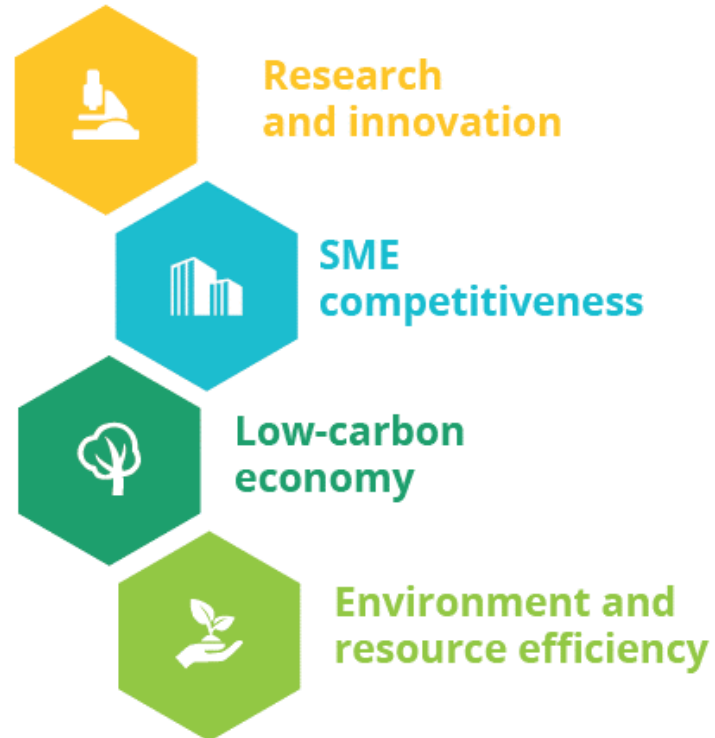 Research
and innovation
SME
competitiveness
Low-carbon
economy
Environment and
resource efficiency